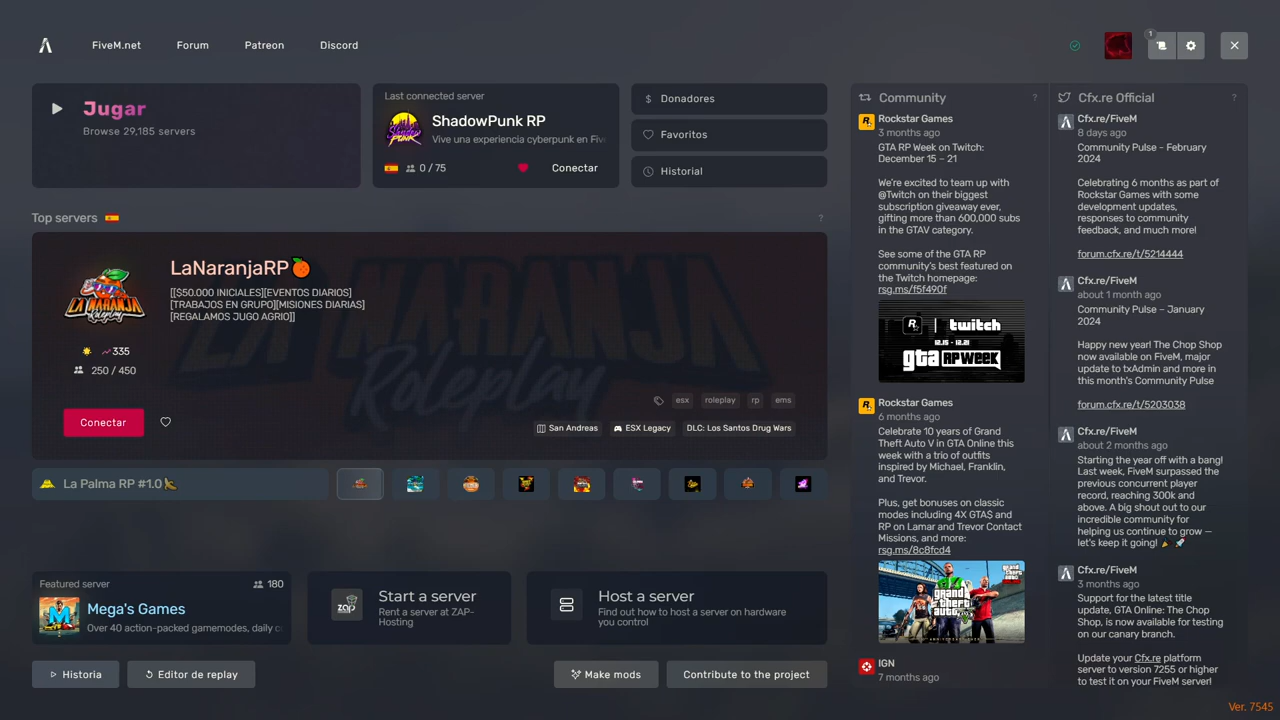 FiveM.net
Forum
Patreon
Discord
1
Jugar
Browse 29,185 servers
Last connected server
ShadowPunk RP
Vive una experiencia cyberpunk en Five
0 / 75
Conectar
Donadores
Favoritos
Historial
Top servers
?
LaNaranjaRP
[[$50.000 INICIALES][EVENTOS DIARIOS]
[TRABAJOS EN GRUPO][MISIONES DIARIAS]
[REGALAMOS JUGO AGRIO]]
LA NARANJA
Roleplay
335
250 / 450
Conectar
esx
roleplay
rp
ems
San Andreas
ESX Legacy
DLC: Los Santos Drug Wars
La Palma RP #1.0
Featured server
180
Mega's Games
Over 40 action-packed gamemodes, daily c
ZAP
Start a server
Rent a server at ZAP-
Hosting
Host a server
Find out how to host a server on hardware
you control
Historia
Editor de replay
Make mods
Contribute to the project
Community
?
Rockstar Games
3 months ago
GTA RP Week on Twitch:
December 15 – 21
We're excited to team up with
@Twitch on their biggest
subscription giveaway ever,
gifting more than 600,000 subs
in the GTAV category.
See some of the GTA RP
community's best featured on
the Twitch homepage:
rsg.ms/f5f490f
R | twitch
12.15 - 12.21
gta RP WEEK
Rockstar Games
6 months ago
Celebrate 10 years of Grand
Theft Auto V in GTA Online this
week with a trio of outfits
inspired by Michael, Franklin,
and Trevor.
Plus, get bonuses on classic
modes including 4X GTA$ and
RP on Lamar and Trevor Contact
Missions, and more:
rsg.ms/8c8fcd4
grand
theft
auto
V
IGN
7 months ago
Cfx.re Official
?
Cfx.re/FiveM
8 days ago
Community Pulse – February
2024
Celebrating 6 months as part of
Rockstar Games with some
development updates,
responses to community
feedback, and much more!
forum.cfx.re/t/5214444
Cfx.re/FiveM
about 1 month ago
Community Pulse – January
2024
Happy new year! The Chop Shop
now available on FiveM, major
update to txAdmin and more in
this month's Community Pulse
forum.cfx.re/t/5203038
Cfx.re/FiveM
about 2 months ago
Starting the year off with a bang!
Last week, FiveM surpassed the
previous concurrent player
record, reaching 300k and
above. A big shout out to our
incredible community for
helping us continue to grow —
let's keep it going!
Cfx.re/FiveM
3 months ago
Support for the latest title
update, GTA Online: The Chop
Shop, is now available for testing
on our canary branch.
Update your Cfx.re platform
server to version 7255 or higher
to test it on your FiveM server!
Ver. 7545